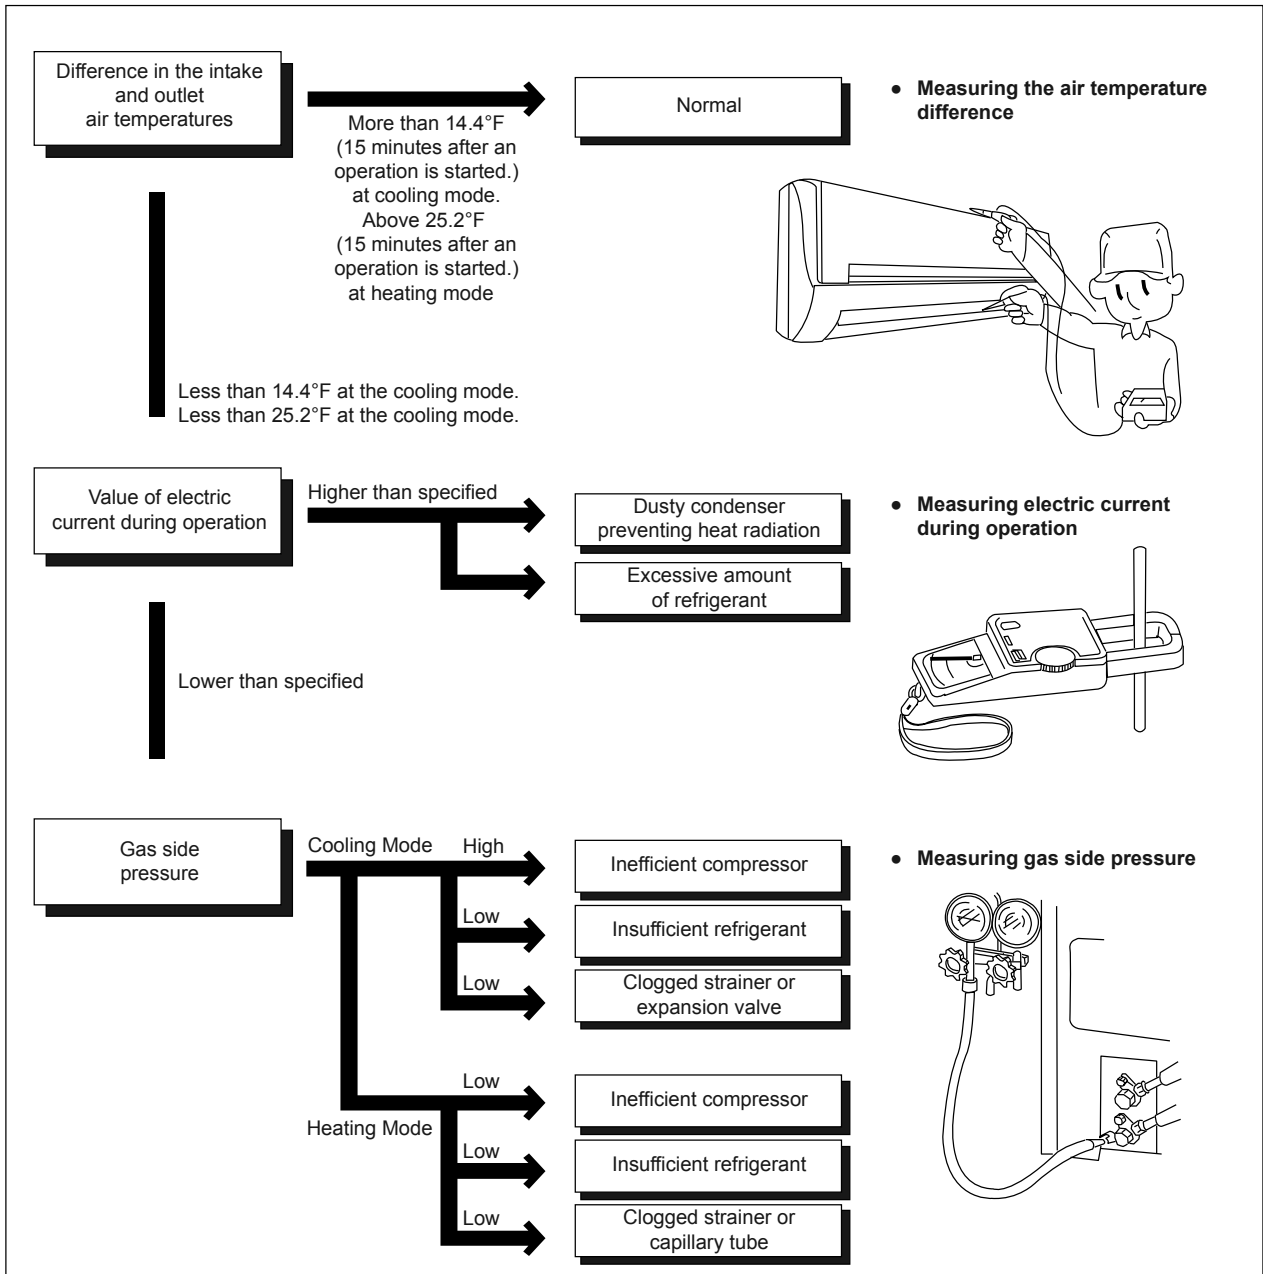 Difference in the intake
and outlet
air temperatures
More than 14.4°F
(15 minutes after an
operation is started.)
at cooling mode.
Above 25.2°F
(15 minutes after an
operation is started.)
at heating mode
Normal
● Measuring the air temperature
difference
Less than 14.4°F at the cooling mode.
Less than 25.2°F at the cooling mode.
Value of electric
current during operation
Higher than specified
Dusty condenser
preventing heat radiation
Excessive amount
of refrigerant
● Measuring electric current
during operation
Lower than specified
Gas side
pressure
Cooling Mode
High
Inefficient compressor
Low
Insufficient refrigerant
Low
Clogged strainer or
expansion valve
● Measuring gas side pressure
Heating Mode
Low
Inefficient compressor
Low
Insufficient refrigerant
Low
Clogged strainer or
capillary tube